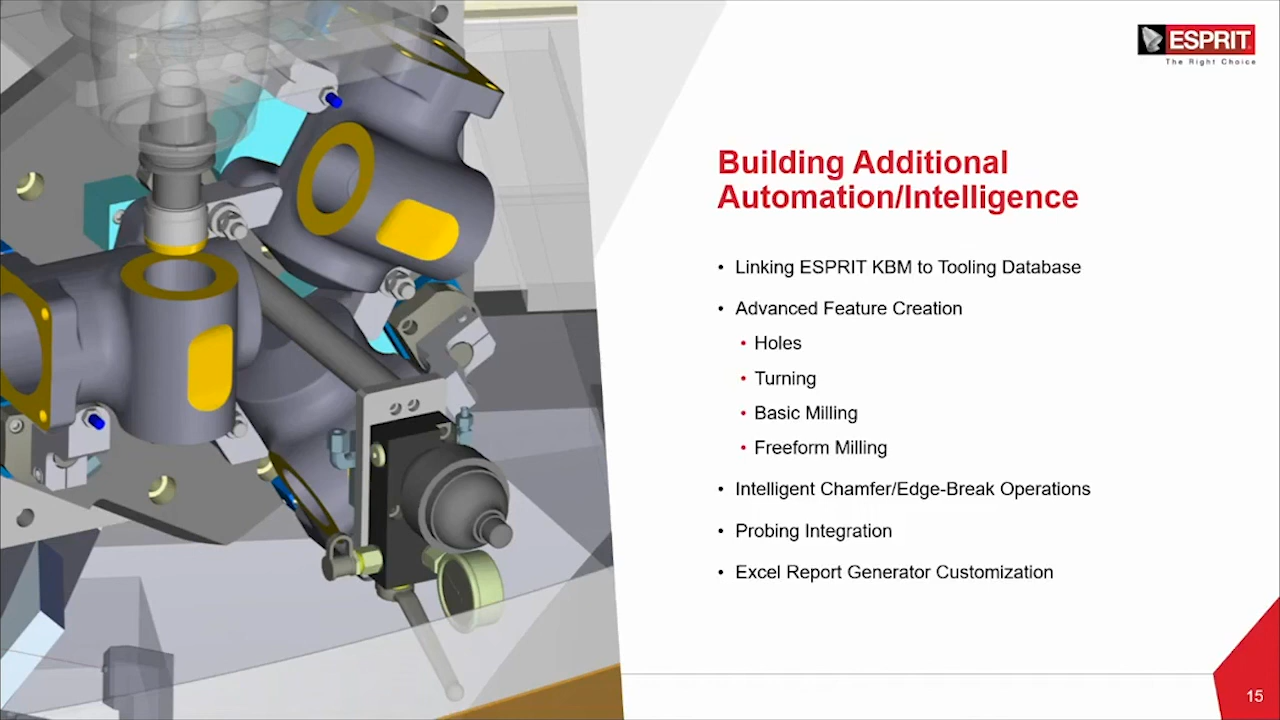 ESPRIT
The Right Choice
Building Additional
Automation/Intelligence
• Linking ESPRIT KBM to Tooling Database
• Advanced Feature Creation
• Holes
• Turning
• Basic Milling
• Freeform Milling
• Intelligent Chamfer/Edge-Break Operations
• Probing Integration
• Excel Report Generator Customization
15